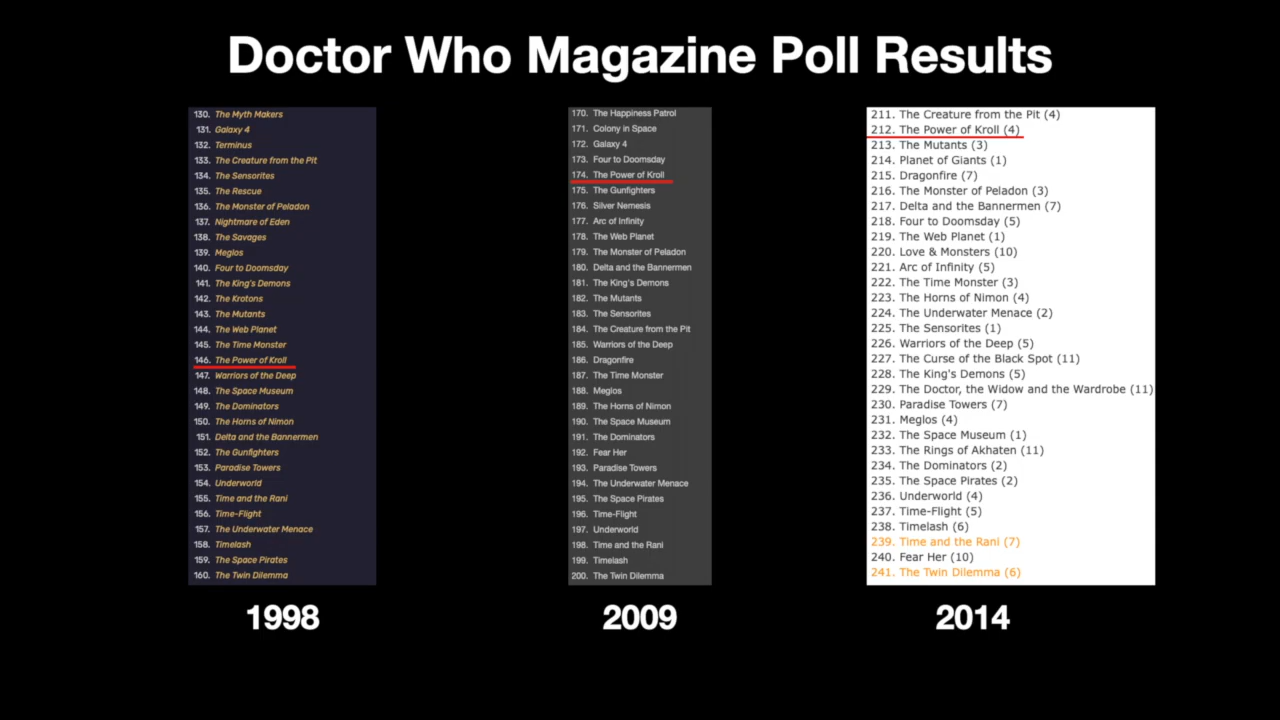 Doctor Who Magazine Poll Results
130. The Myth Makers
131. Galaxy 4
132. Terminus
133. The Creature from the Pit
134. The Sensorites
135. The Rescue
136. The Monster of Peladon
137. Nightmare of Eden
138. The Savages
139. Meglos
140. Four to Doomsday
141. The King's Demons
142. The Krotons
143. The Mutants
144. The Web Planet
145. The Time Monster
146. The Power of Kroll
147. Warriors of the Deep
148. The Space Museum
149. The Dominators
150. The Horns of Nimon
151. Delta and the Bannermen
152. The Gunfighters
153. Paradise Towers
154. Underworld
155. Time and the Rani
156. Time-Flight
157. The Underwater Menace
158. Timelash
159. The Space Pirates
160. The Twin Dilemma
1998
170. The Happiness Patrol
171. Colony in Space
172. Galaxy 4
173. Four to Doomsday
174. The Power of Kroll
175. The Gunfighters
176. Silver Nemesis
177. Arc of Infinity
178. The Web Planet
179. The Monster of Peladon
180. Delta and the Bannermen
181. The King's Demons
182. The Mutants
183. The Sensorites
184. The Creature from the Pit
185. Warriors of the Deep
186. Dragonfire
187. The Time Monster
188. Meglos
189. The Horns of Nimon
190. The Space Museum
191. The Dominators
192. Fear Her
193. Paradise Towers
194. The Underwater Menace
195. The Space Pirates
196. Time-Flight
197. Underworld
198. Time and the Rani
199. Timelash
200. The Twin Dilemma
2009
211. The Creature from the Pit (4)
212. The Power of Kroll (4)
213. The Mutants (3)
214. Planet of Giants (1)
215. Dragonfire (7)
216. The Monster of Peladon (3)
217. Delta and the Bannermen (7)
218. Four to Doomsday (5)
219. The Web Planet (1)
220. Love & Monsters (10)
221. Arc of Infinity (5)
222. The Time Monster (3)
223. The Horns of Nimon (4)
224. The Underwater Menace (2)
225. The Sensorites (1)
226. Warriors of the Deep (5)
227. The Curse of the Black Spot (11)
228. The King's Demons (5)
229. The Doctor, the Widow and the Wardrobe (11)
230. Paradise Towers (7)
231. Meglos (4)
232. The Space Museum (1)
233. The Rings of Akhaten (11)
234. The Dominators (2)
235. The Space Pirates (2)
236. Underworld (4)
237. Time-Flight (5)
238. Timelash (6)
239. Time and the Rani (7)
240. Fear Her (10)
241. The Twin Dilemma (6)
2014